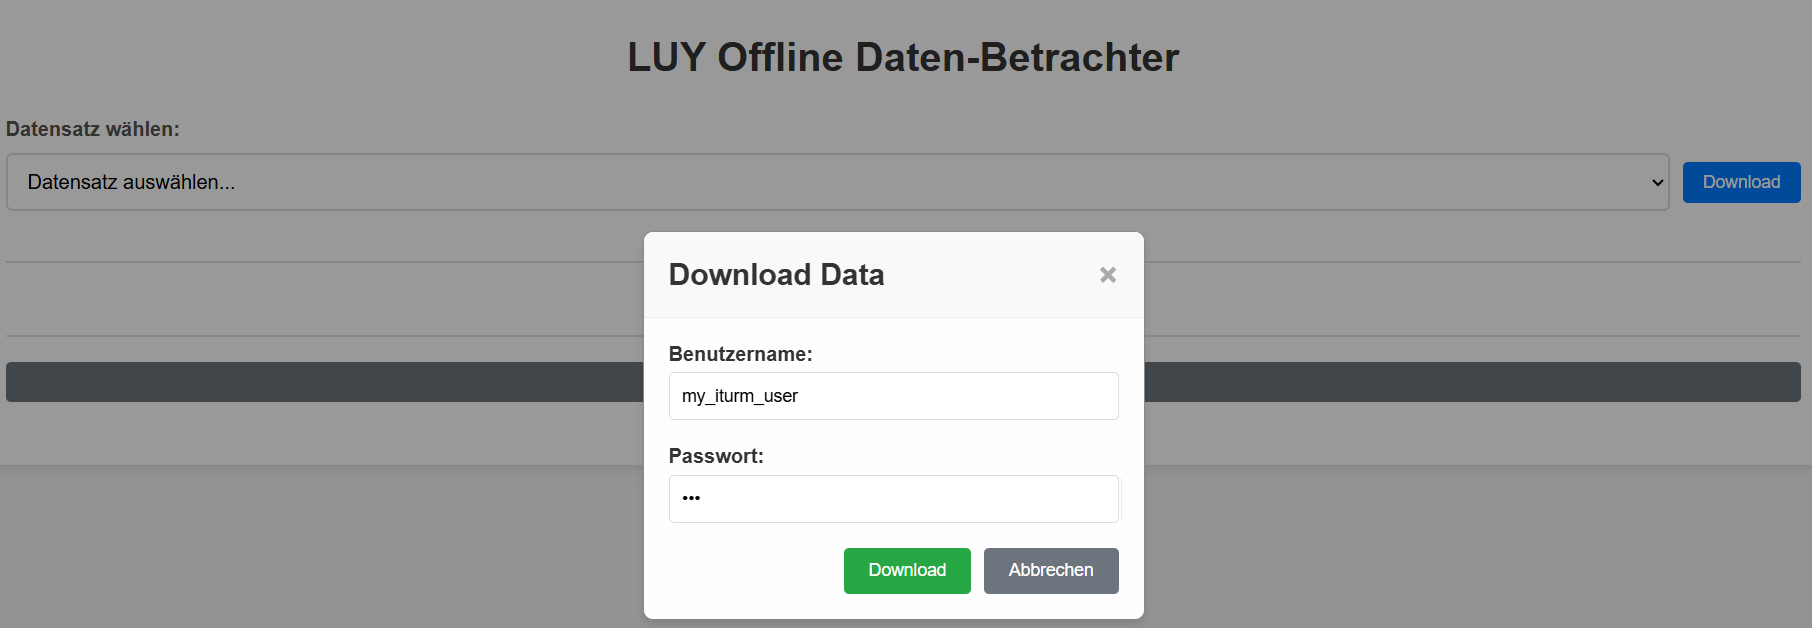 LUY Offline Daten-Betrachter
Datensatz wählen:
Datensatz auswählen...
Download
Download Data
×
Benutzername:
my_iturm_user
Passwort:
•••
Download
Abbrechen